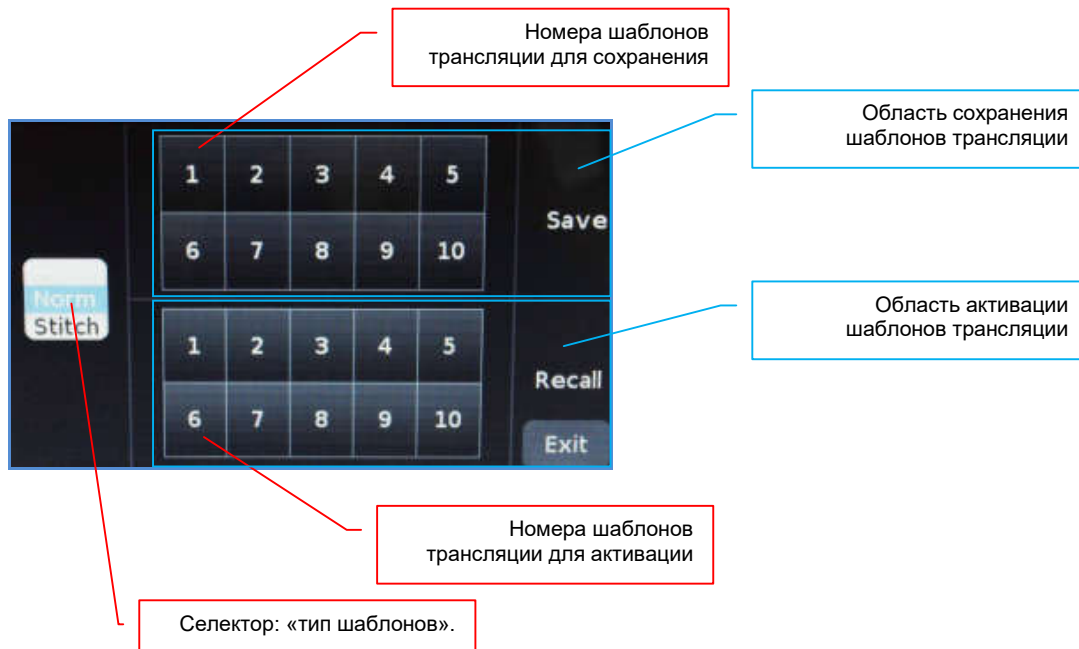 Номера шаблонов
трансляции для сохранения
Область сохранения
шаблонов трансляции
1 2 3 4 5
Save
6 7 8 9 10
Norm
Stitch
Область активации
шаблонов трансляции
1 2 3 4 5
Recall
6 7 8 9 10
Exit
Номера шаблонов
трансляции для активации
Селектор: «тип шаблонов».